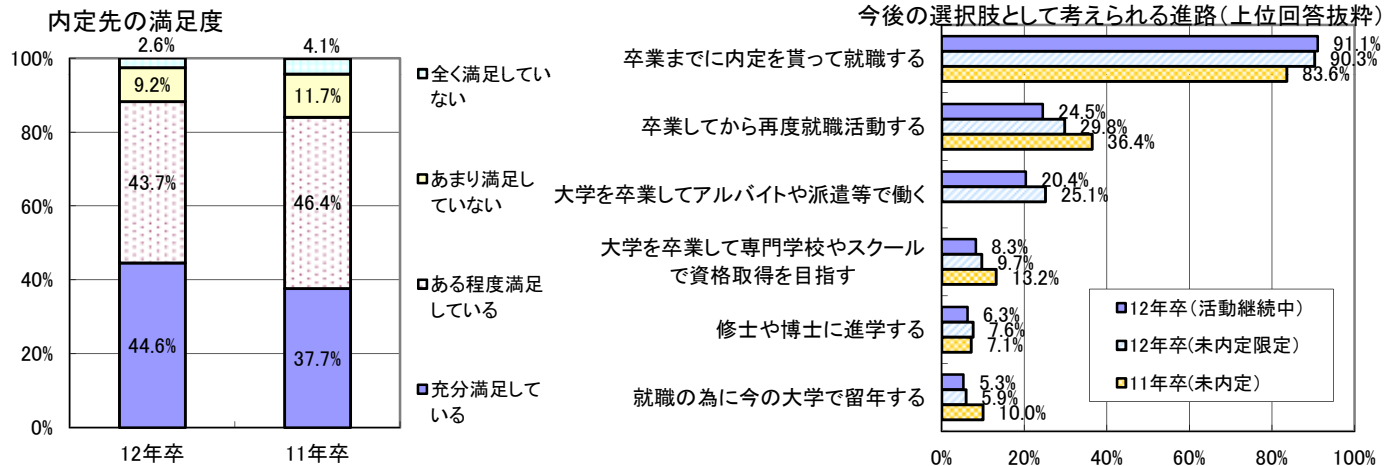 内定先の満足度
100%
80%
60%
40%
20%
0%
2.6%
9.2%
43.7%
44.6%
4.1%
11.7%
46.4%
37.7%
12年卒
11年卒
全く満足してい
ない
あまり満足し
ていない
ある程度満足
している
充分満足して
いる
今後の選択肢として考えられる進路(上位回答抜粋)
卒業までに内定を貰って就職する
91.1%
90.3%
83.6%
卒業してから再度就職活動する
24.5%
29.8%
36.4%
大学を卒業してアルバイトや派遣等で働く
20.4%
25.1%
大学を卒業して専門学校やスクール
で資格取得を目指す
8.3%
9.7%
13.2%
修士や博士に進学する
6.3%
7.6%
7.1%
就職の為に今の大学で留年する
5.3%
5.9%
10.0%
12年卒(活動継続中)
12年卒(未内定限定)
11年卒(未内定)
0%
20%
40%
60%
80%
100%